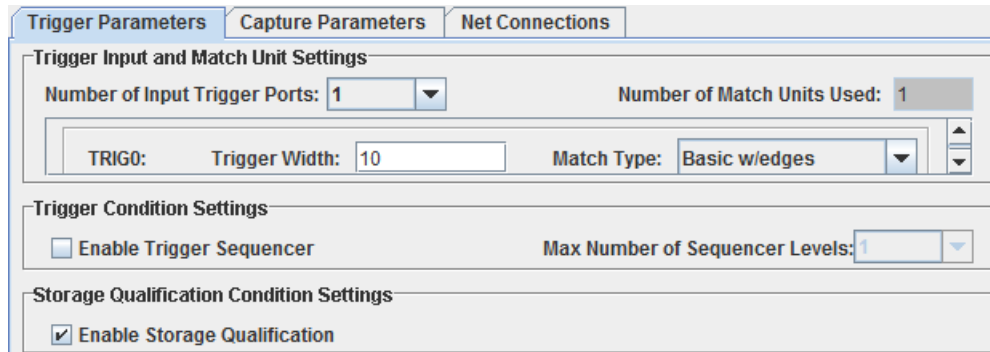 Trigger Parameters Capture Parameters Net Connections
Trigger Input and Match Unit Settings
Number of Input Trigger Ports: 1 Number of Match Units Used: 1
TRIG0: Trigger Width: 10 Match Type: Basic w/edges
Trigger Condition Settings
Enable Trigger Sequencer Max Number of Sequencer Levels: 1
Storage Qualification Condition Settings
Enable Storage Qualification